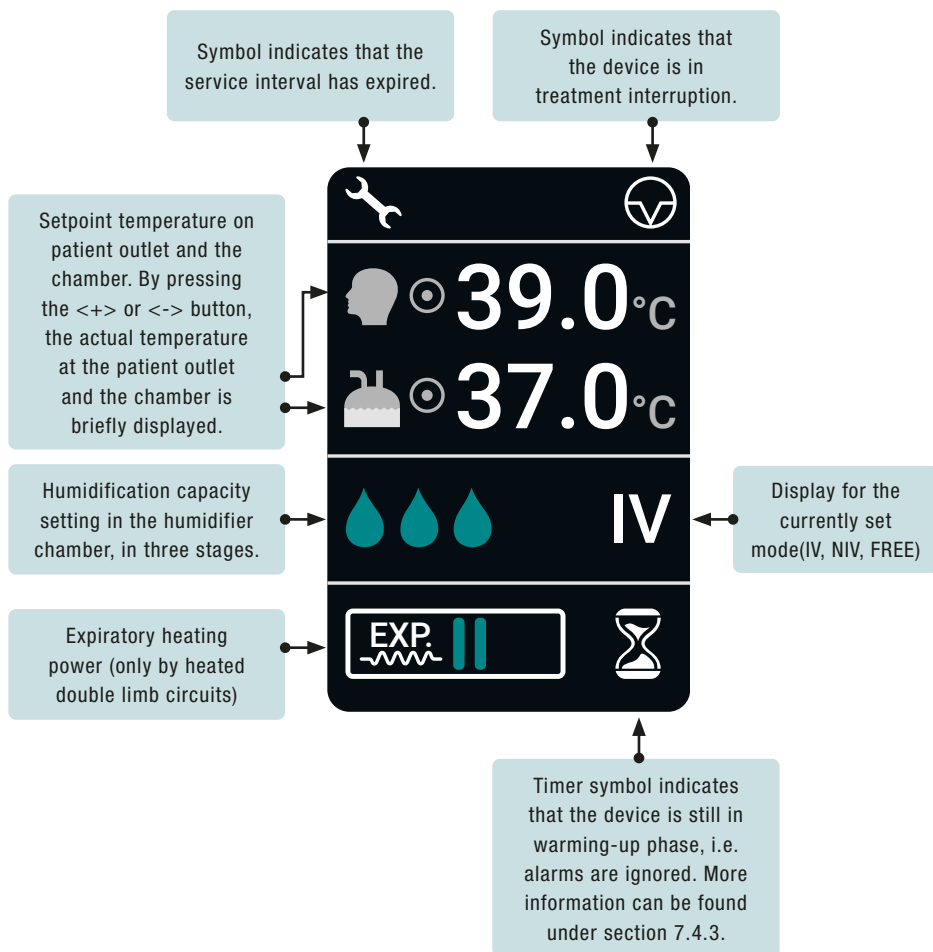 Symbol indicates that the
service interval has expired.
Symbol indicates that
the device is in
treatment interruption.
Setpoint temperature on
patient outlet and the
chamber. By pressing
the <+> or <-> button,
the actual temperature
at the patient outlet
and the chamber is
briefly displayed.
39.0°C
37.0°C
Humidification capacity
setting in the humidifier
chamber, in three stages.
IV
Display for the
currently set
mode(IV, NIV, FREE)
Expiratory heating
power (only by heated
double limb circuits)
EXP.
Timer symbol indicates
that the device is still in
warming-up phase, i.e.
alarms are ignored. More
information can be found
under section 7.4.3.